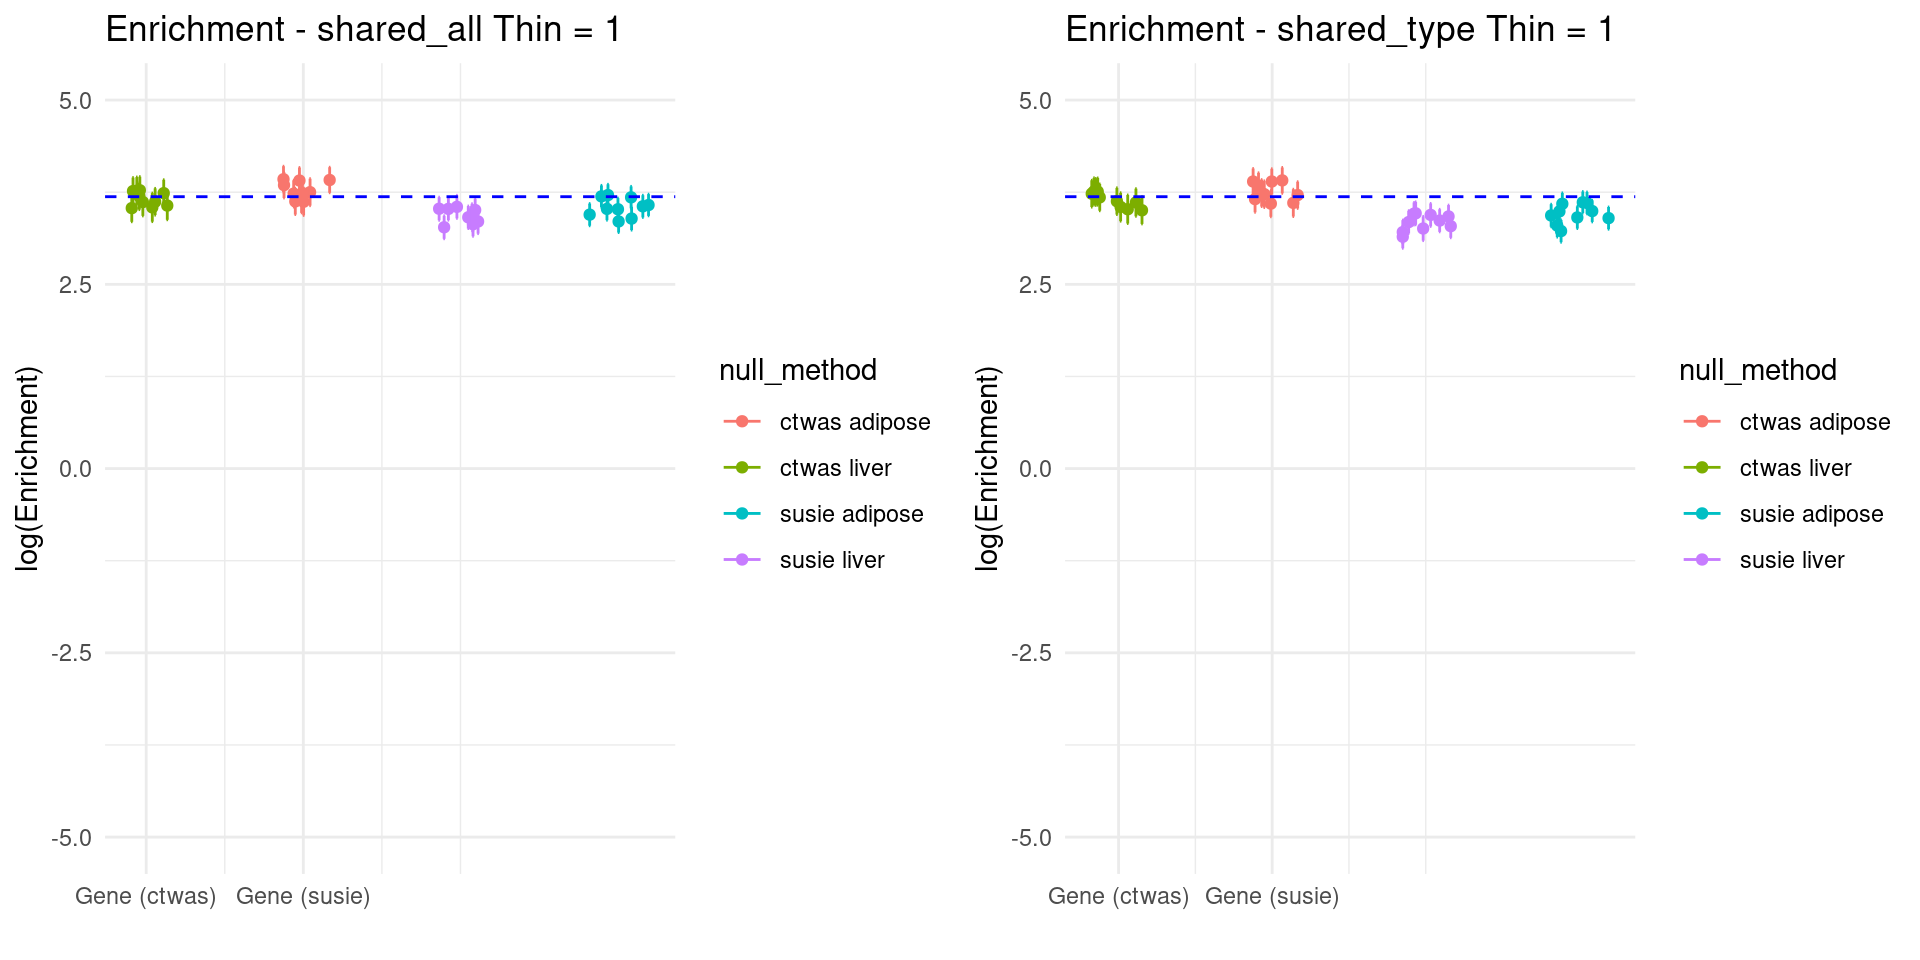 Enrichment - shared_all Thin = 1
5.0
2.5
0.0
-2.5
-5.0
log(Enrichment)
Gene (ctwas)
Gene (susie)
null_method
ctwas adipose
ctwas liver
susie adipose
susie liver
Enrichment - shared_type Thin = 1
5.0
2.5
0.0
-2.5
-5.0
log(Enrichment)
Gene (ctwas)
Gene (susie)
null_method
ctwas adipose
ctwas liver
susie adipose
susie liver